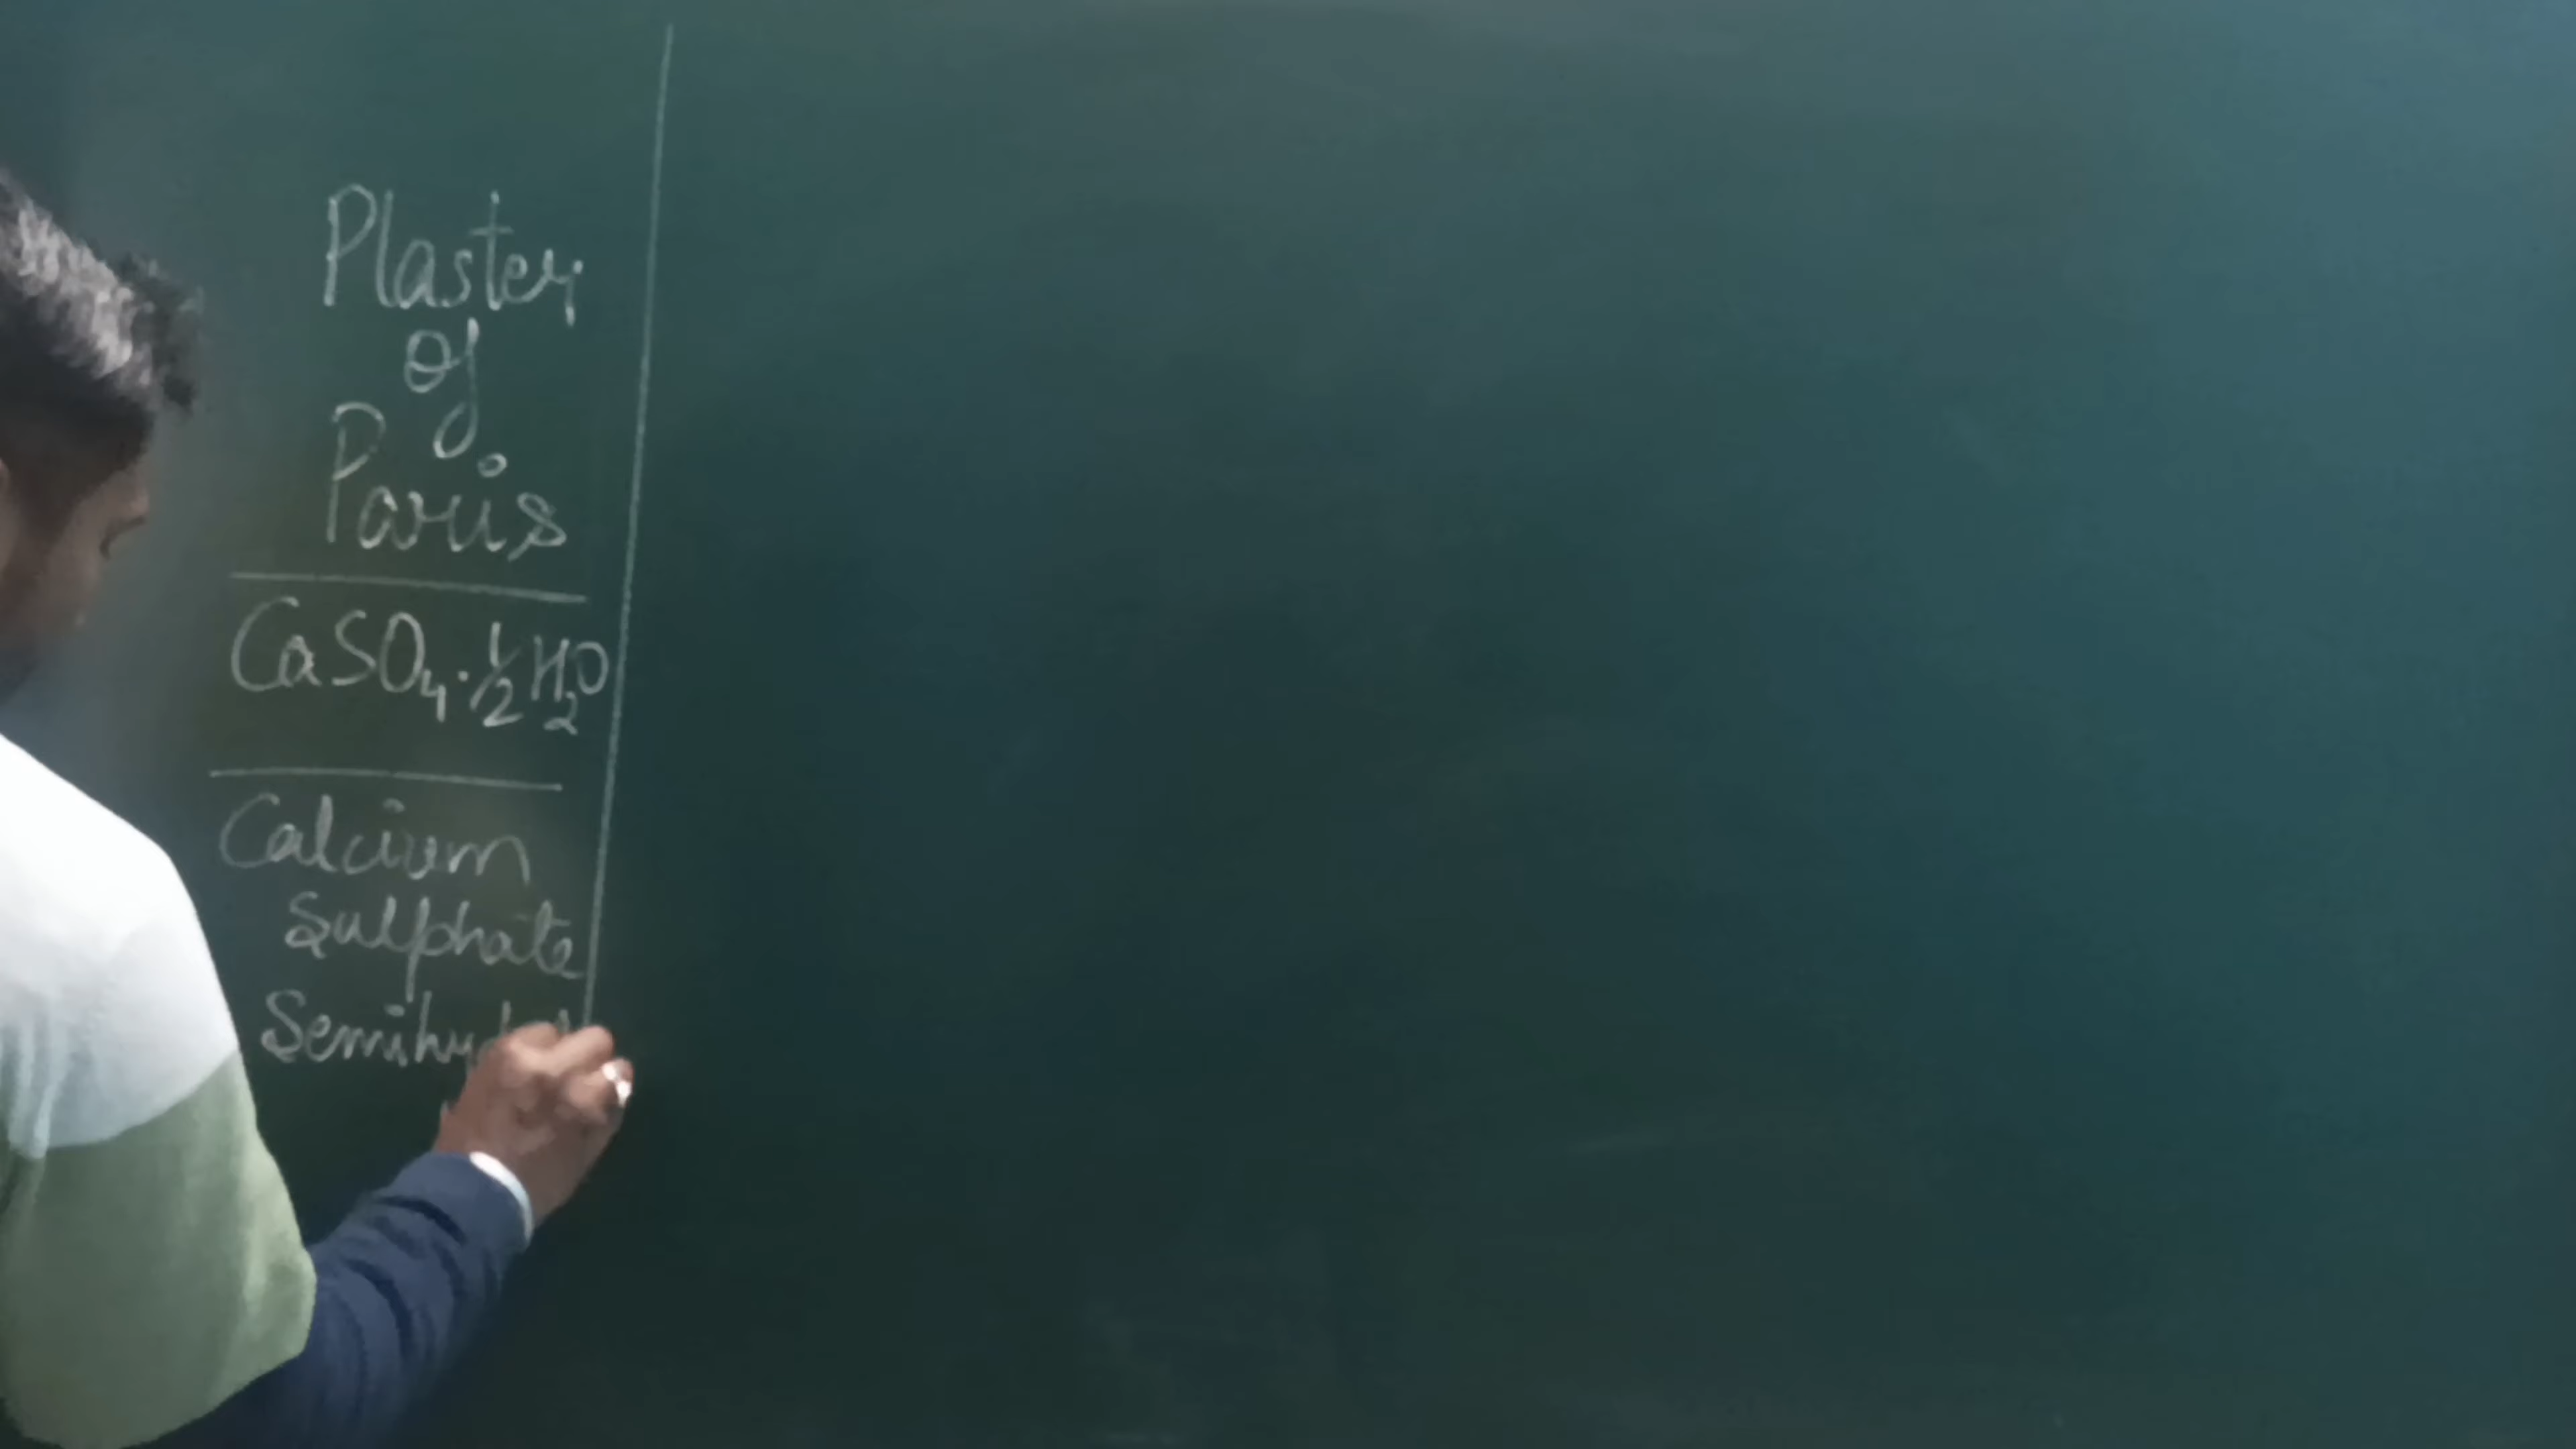 Plaster
of
Paris
CaSO₄·½H₂O
Calcium
Sulphate